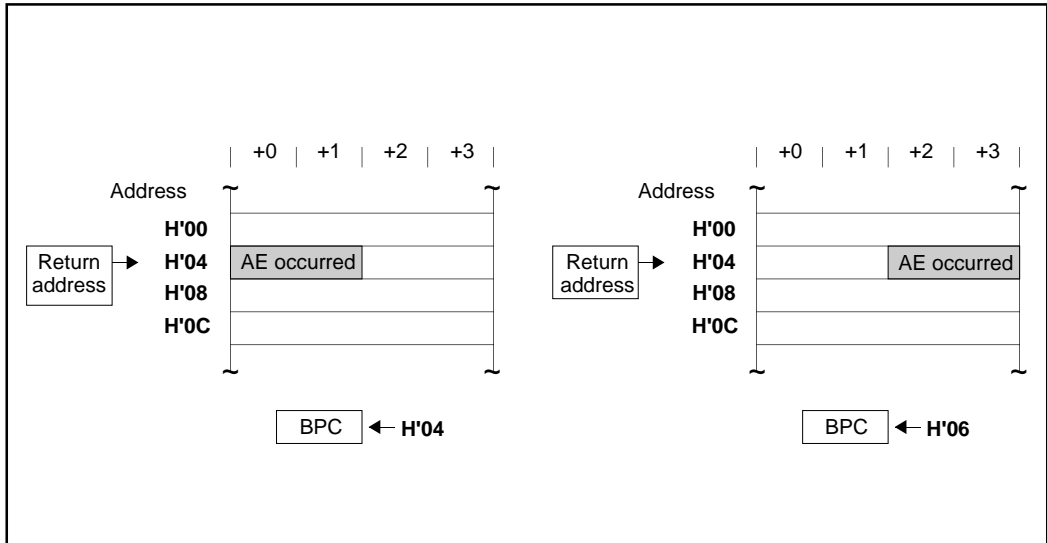 +0 +1 +2 +3
Address
H'00
Return address
H'04
AE occurred
H'08
H'0C
~ ~
~ ~
BPC
H'04
+0 +1 +2 +3
Address
H'00
Return address
H'04
AE occurred
H'08
H'0C
~ ~
~ ~
BPC
H'06